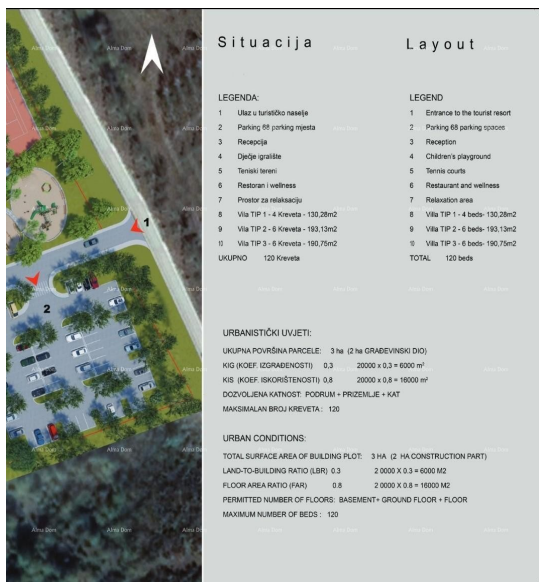 Situacija
Layout
LEGENDA:
1 Ulaz u turističko naselje
2 Parking 68 parking mjesta
3 Recepcija
4 Dječje igralište
5 Teniski tereni
6 Restoran i wellness
7 Prostor za relaksaciju
8 Vila TIP 1 - 4 Kreveta - 130,28m2
9 Vila TIP 2 - 6 Kreveta - 193,13m2
10 Vila TIP 3 - 6 Kreveta - 190,75m2
UKUPNO 120 Kreveta
LEGEND
1 Entrance to the tourist resort
2 Parking 68 parking spaces
3 Reception
4 Children's playground
5 Tennis courts
6 Restaurant and wellness
7 Relaxation area
8 Villa TIP 1 - 4 beds- 130,28m2
9 Villa TIP 2 - 6 beds- 193,13m2
10 Villa TIP 3 - 6 beds- 190,75m2
TOTAL 120 beds
1
2
URBANISTIČKI UVJETI:
UKUPNA POVRŠINA PARCELE: 3 ha (2 ha GRAĐEVINSKI DIO)
KIG (KOEF. IZGRAĐENOSTI) 0,3 20000 x 0,3 = 6000 m²
KIS (KOEF. ISKORIŠTENOSTI) 0,8 20000 x 0,8 = 16000 m²
DOZVOLJENA KATNOST: PODRUM + PRIZEMLJE + KAT
MAKSIMALAN BROJ KREVETA : 120
URBAN CONDITIONS:
TOTAL SURFACE AREA OF BUILDING PLOT: 3 HA (2 HA CONSTRUCTION PART)
LAND-TO-BUILDING RATIO (LBR) 0.3 2 0000 X 0.3 = 6000 M2
FLOOR AREA RATIO (FAR) 0.8 2 0000 X 0.8 = 16000 M2
PERMITTED NUMBER OF FLOORS: BASEMENT+ GROUND FLOOR + FLOOR
MAXIMUM NUMBER OF BEDS : 120
Alma Dom